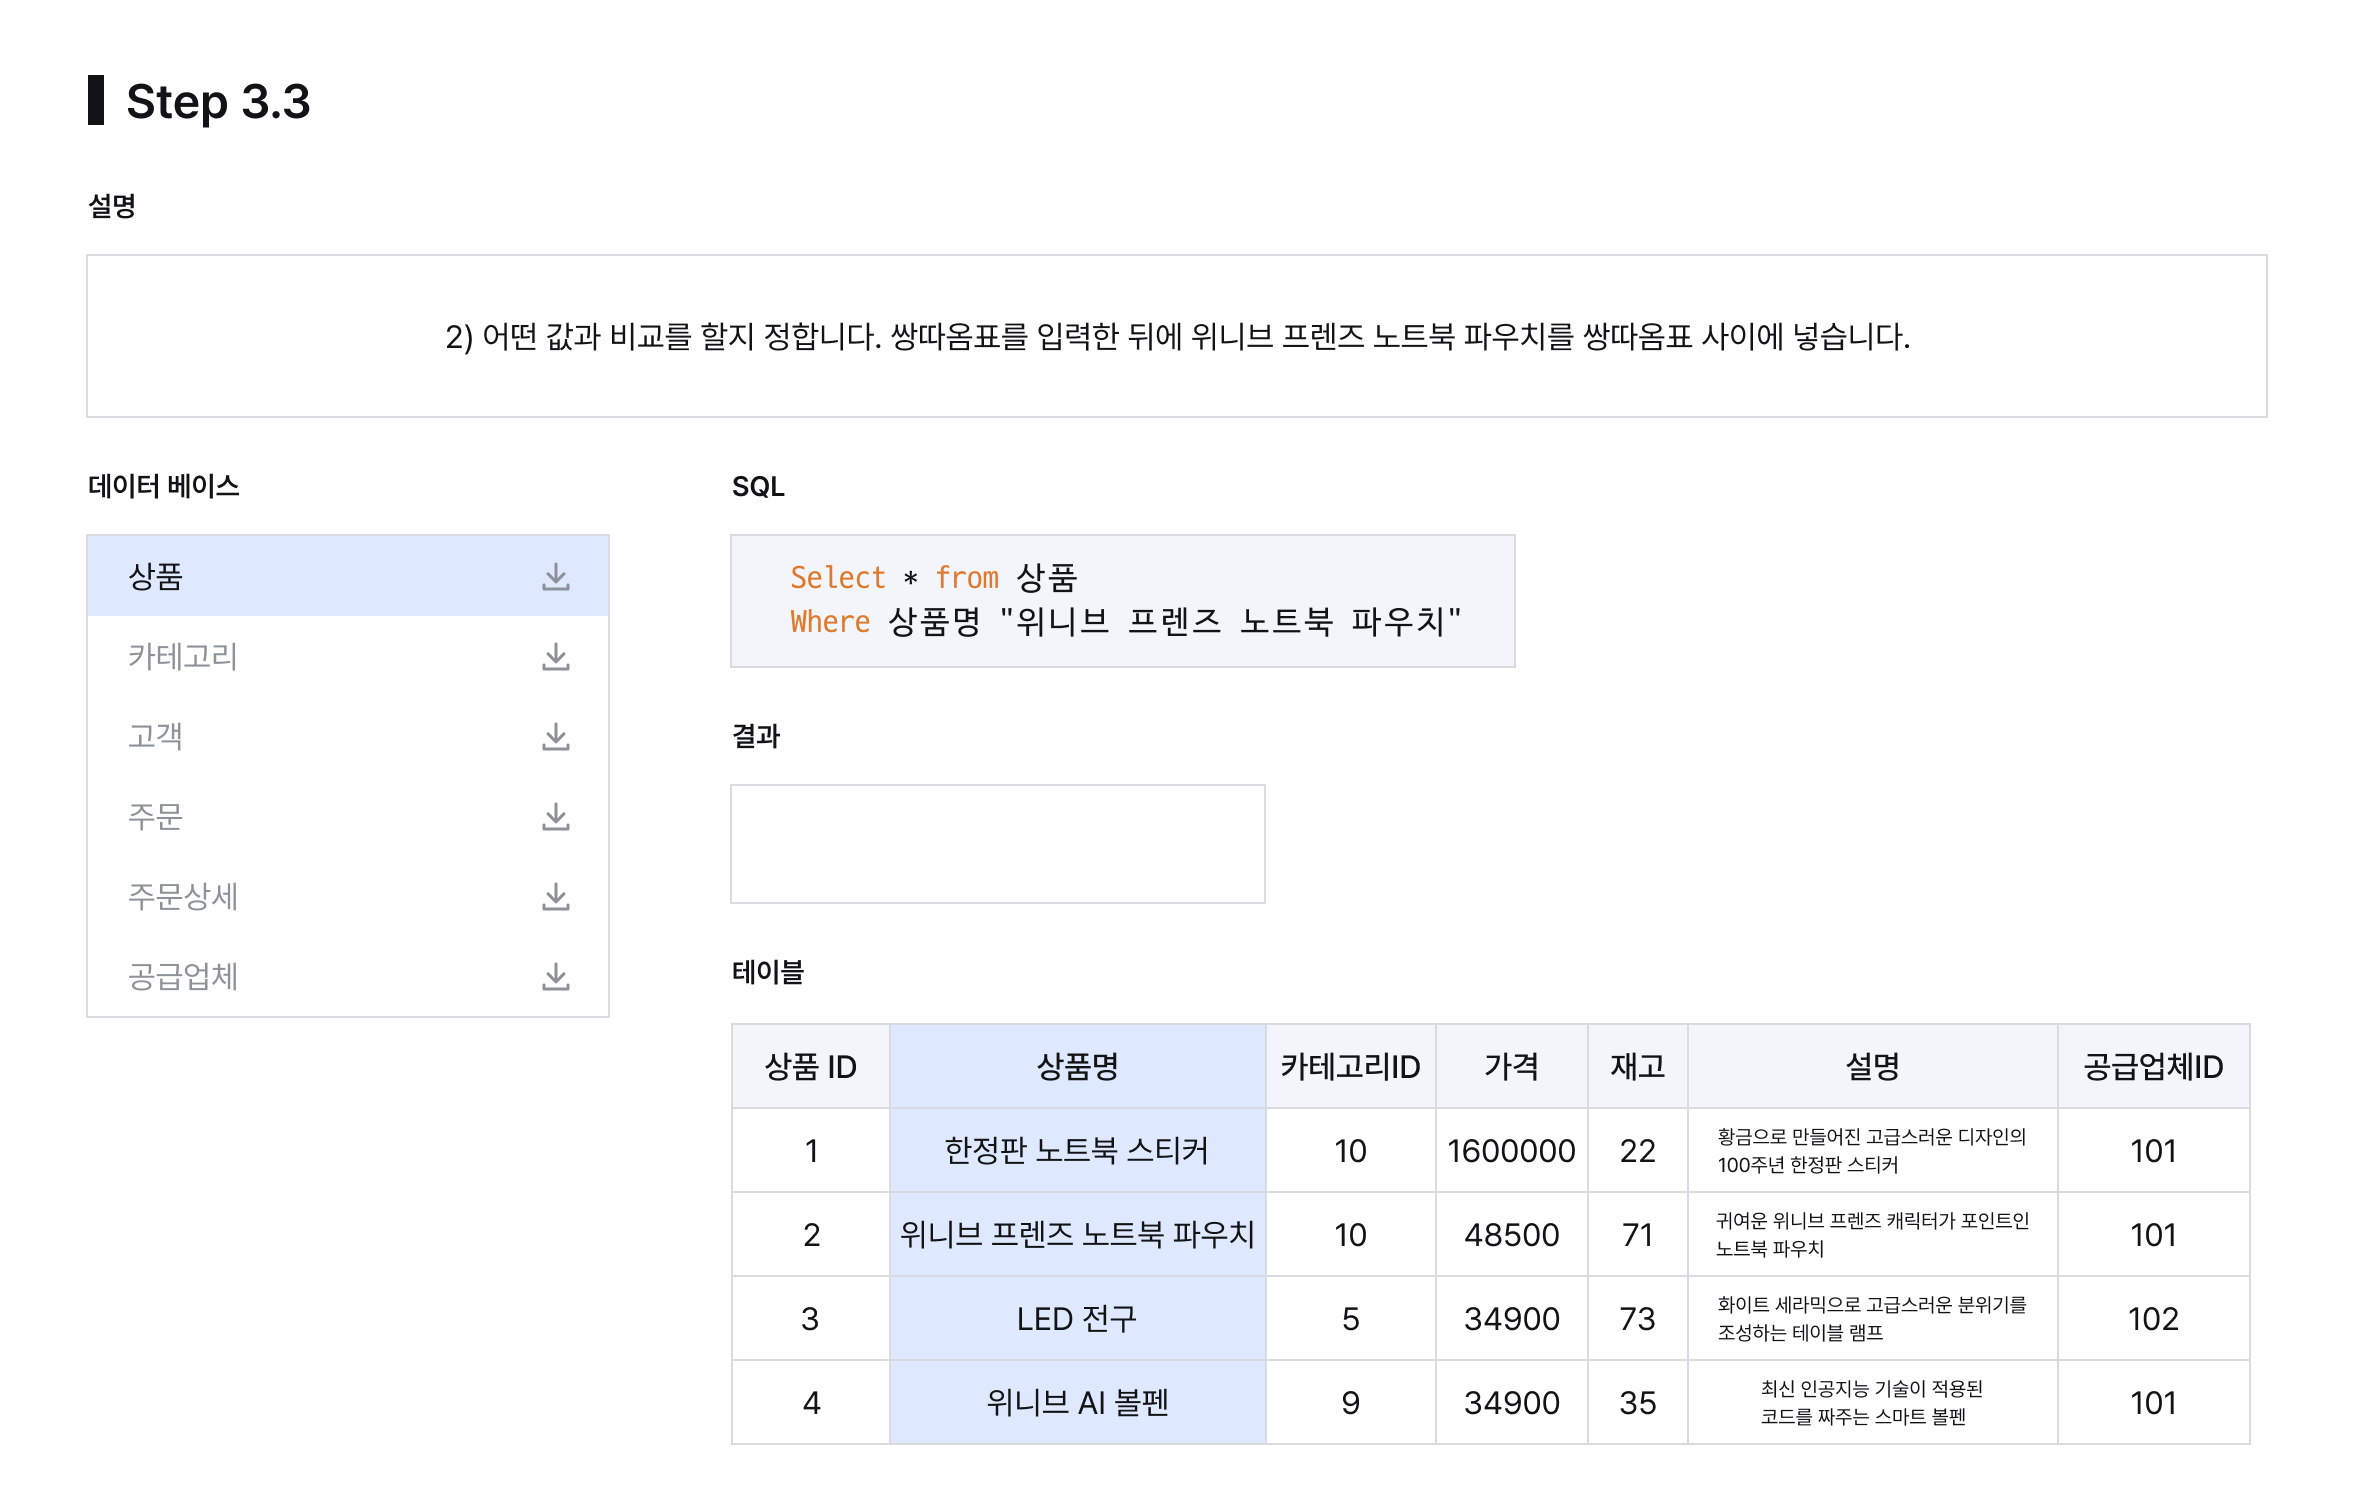 Step 3.3
설명
2) 어떤 값과 비교를 할지 정합니다. 쌍따옴표를 입력한 뒤에 위니브 프렌즈 노트북 파우치를 쌍따옴표 사이에 넣습니다.
데이터 베이스
상품
카테고리
고객
주문
주문상세
공급업체
SQL
Select * from 상품
Where 상품명 "위니브 프렌즈 노트북 파우치"
결과
테이블
상품 ID 상품명 카테고리ID 가격 재고 설명 공급업체ID
1 한정판 노트북 스티커 10 1600000 22 황금으로 만들어진 고급스러운 디자인의
100주년 한정판 스티커 101
2 위니브 프렌즈 노트북 파우치 10 48500 71 귀여운 위니브 프렌즈 캐릭터가 포인트인
노트북 파우치 101
3 LED 전구 5 34900 73 화이트 세라믹으로 고급스러운 분위기를
조성하는 테이블 램프 102
4 위니브 AI 볼펜 9 34900 35 최신 인공지능 기술이 적용된
코드를 짜주는 스마트 볼펜 101